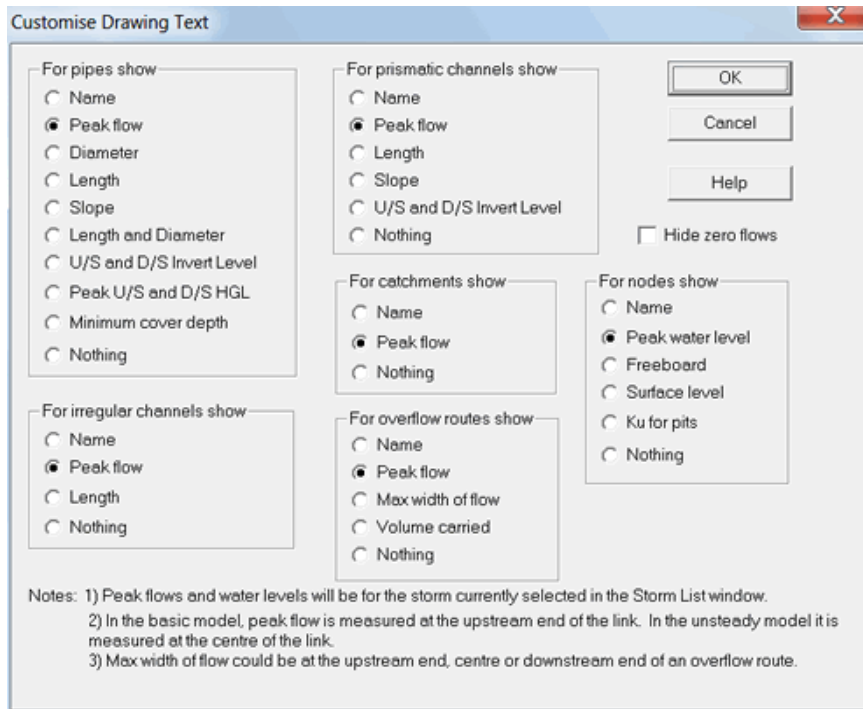 Customise Drawing Text
For pipes show
Name
Peak flow
Diameter
Length
Slope
Length and Diameter
U/S and D/S Invert Level
Peak U/S and D/S HGL
Minimum cover depth
Nothing
For prismatic channels show
Name
Peak flow
Length
Slope
U/S and D/S Invert Level
Nothing
OK
Cancel
Help
Hide zero flows
For catchments show
Name
Peak flow
Nothing
For nodes show
Name
Peak water level
Freeboard
Surface level
Ku for pits
Nothing
For irregular channels show
Name
Peak flow
Length
Nothing
For overflow routes show
Name
Peak flow
Max width of flow
Volume carried
Nothing
Notes: 1) Peak flows and water levels will be for the storm currently selected in the Storm List window.
2) In the basic model, peak flow is measured at the upstream end of the link. In the unsteady model it is
measured at the centre of the link.
3) Max width of flow could be at the upstream end, centre or downstream end of an overflow route.